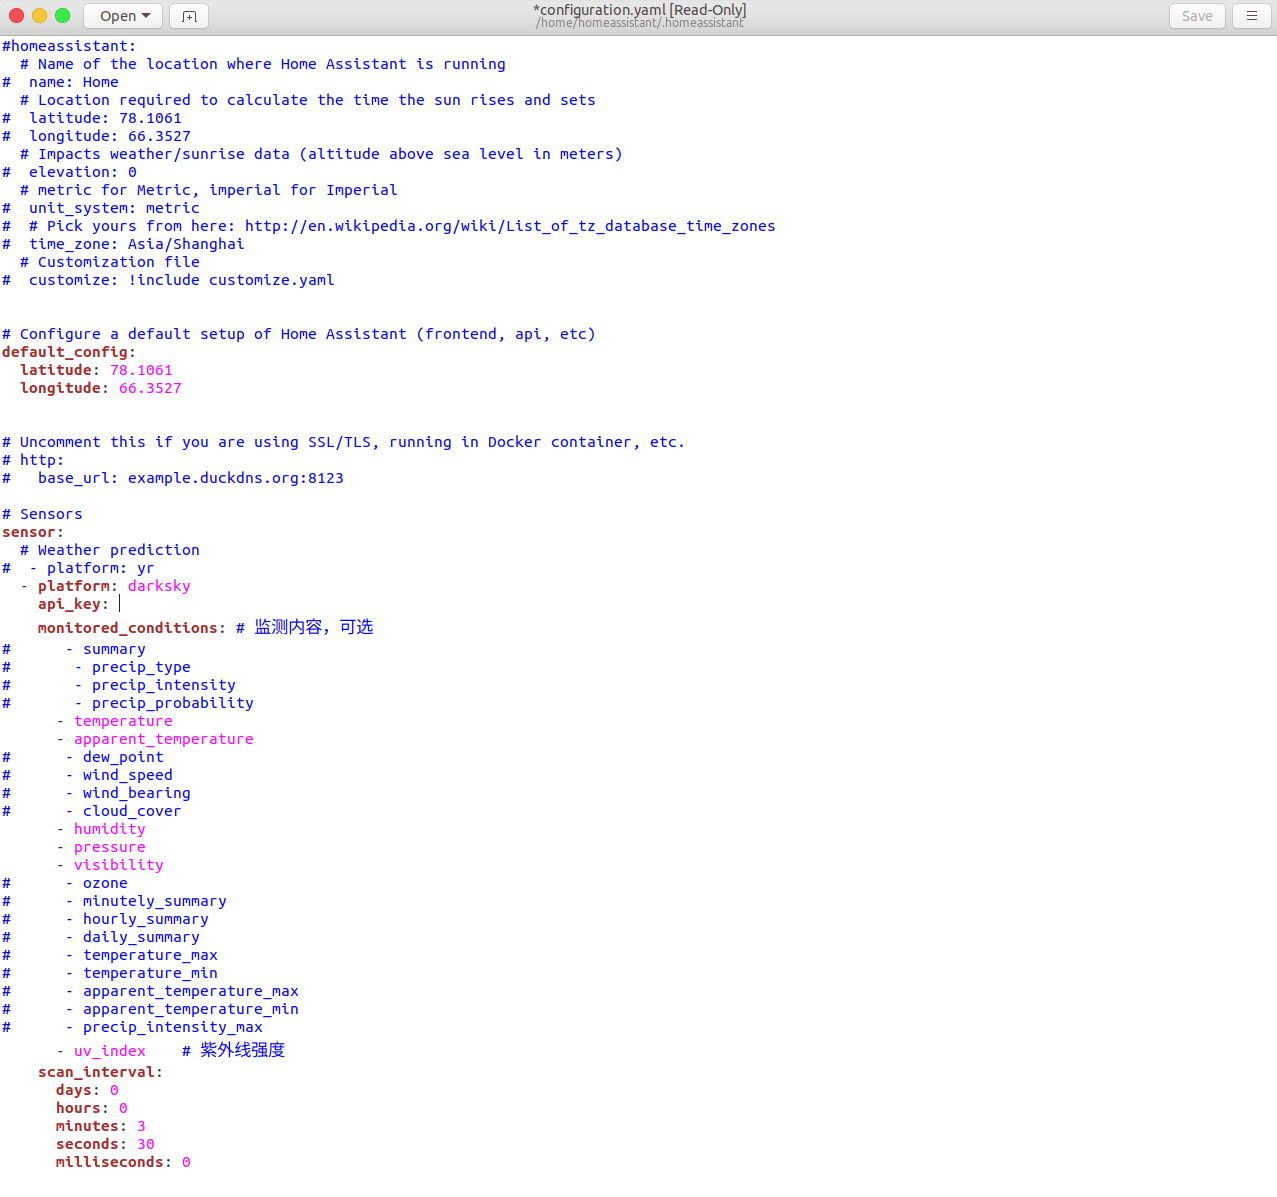 Open
*configuration.yaml [Read-Only]
/home/homeassistant/.homeassistant
Save
#homeassistant:
  # Name of the location where Home Assistant is running
#  name: Home
  # Location required to calculate the time the sun rises and sets
#  latitude: 78.1061
#  longitude: 66.3527
  # Impacts weather/sunrise data (altitude above sea level in meters)
#  elevation: 0
  # metric for Metric, imperial for Imperial
#  unit_system: metric
#  # Pick yours from here: http://en.wikipedia.org/wiki/List_of_tz_database_time_zones
#  time_zone: Asia/Shanghai
  # Customization file
#  customize: !include customize.yaml
# Configure a default setup of Home Assistant (frontend, api, etc)
default_config:
  latitude: 78.1061
  longitude: 66.3527
# Uncomment this if you are using SSL/TLS, running in Docker container, etc.
# http:
#   base_url: example.duckdns.org:8123
# Sensors
sensor:
  # Weather prediction
#  - platform: yr
  - platform: darksky
    api_key:
    monitored_conditions: # 监测内容，可选
#      - summary
#       - precip_type
#       - precip_intensity
#       - precip_probability
      - temperature
      - apparent_temperature
#      - dew_point
#      - wind_speed
#      - wind_bearing
#      - cloud_cover
      - humidity
      - pressure
      - visibility
#      - ozone
#      - minutely_summary
#      - hourly_summary
#      - daily_summary
#      - temperature_max
#      - temperature_min
#      - apparent_temperature_max
#      - apparent_temperature_min
#      - precip_intensity_max
      - uv_index    # 紫外线强度
    scan_interval:
      days: 0
      hours: 0
      minutes: 3
      seconds: 30
      milliseconds: 0